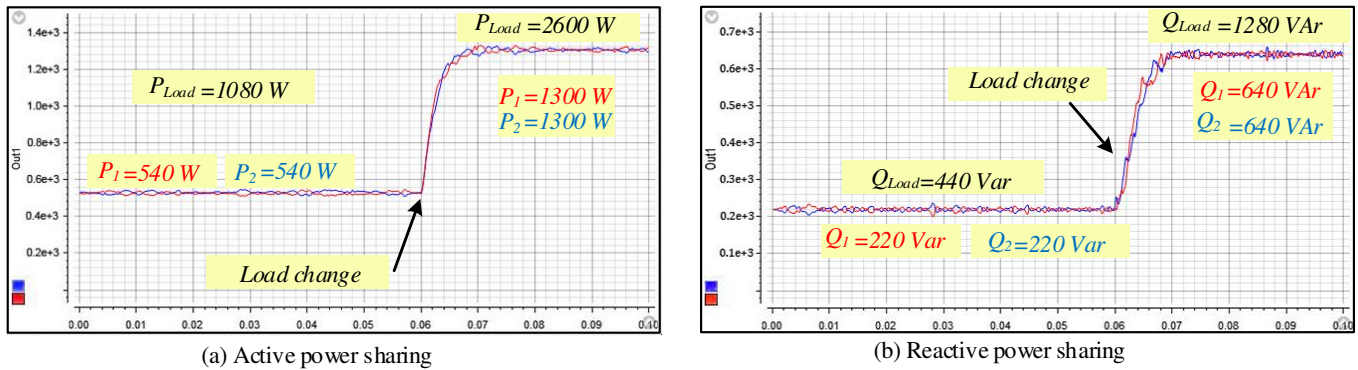 P_Load =2600 W
1.4e+3
1.2e+3
P_Load =1080 W
P_1=1300 W
P_2=1300 W
1.0e+3
0.8e+3
Out1
P_1=540 W
P_2=540 W
0.6e+3
0.4e+3
0.2e+3
Load change
0.00 0.01 0.02 0.03 0.04 0.05 0.06 0.07 0.08 0.09 0.10
(a) Active power sharing
Q_Load =1280 VAr
0.7e+3
0.6e+3
Load change
Q_1=640 VAr
Q_2 =640 VAr
0.5e+3
0.4e+3
Out1
0.3e+3
Q_Load=440 Var
0.2e+3
Q_1=220 Var
Q_2=220 Var
0.1e+3
0.00 0.01 0.02 0.03 0.04 0.05 0.06 0.07 0.08 0.09 0.10
(b) Reactive power sharing